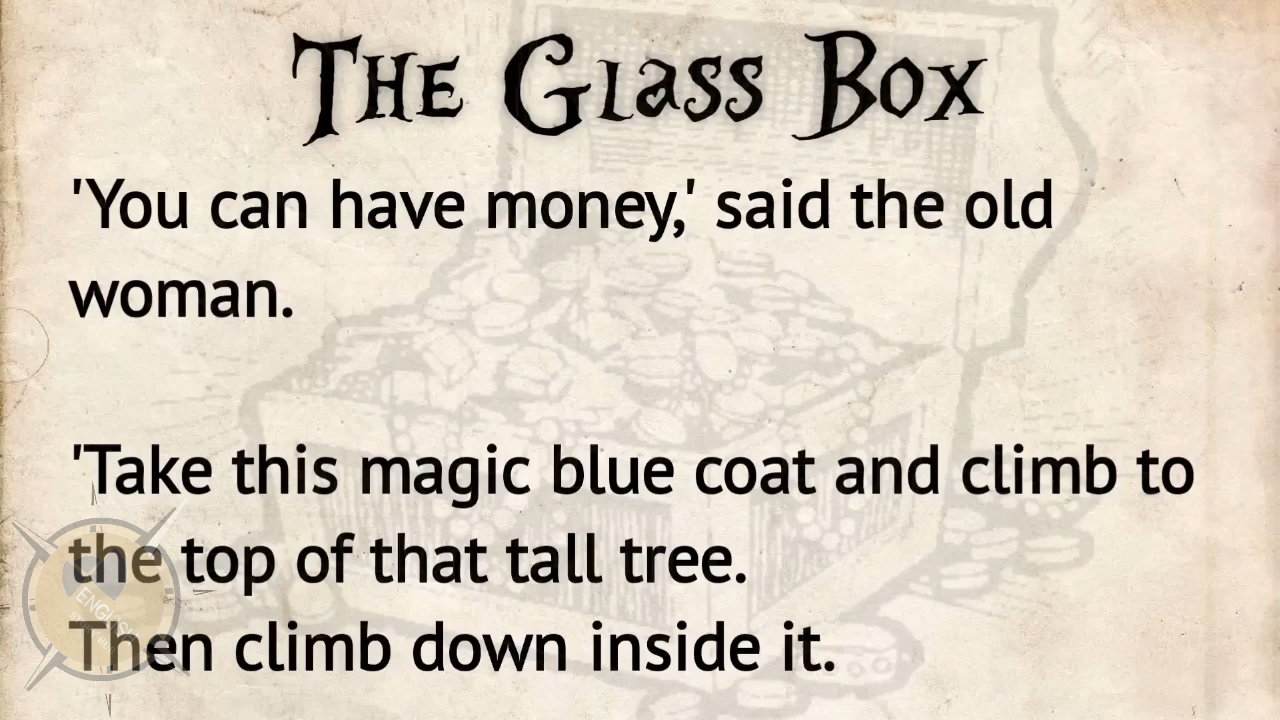 The Glass Box
'You can have money,' said the old
woman.
'Take this magic blue coat and climb to
the top of that tall tree.
Then climb down inside it.
ENGLISH